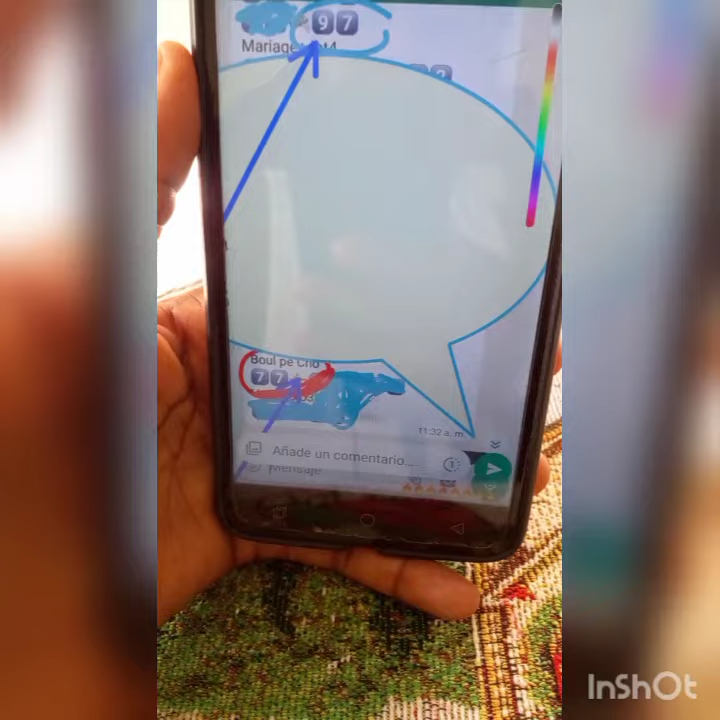 97
Mariage
Boul pe Cho
77
11:32 a. m.
Añade un comentario...
Mensaje
InShOt